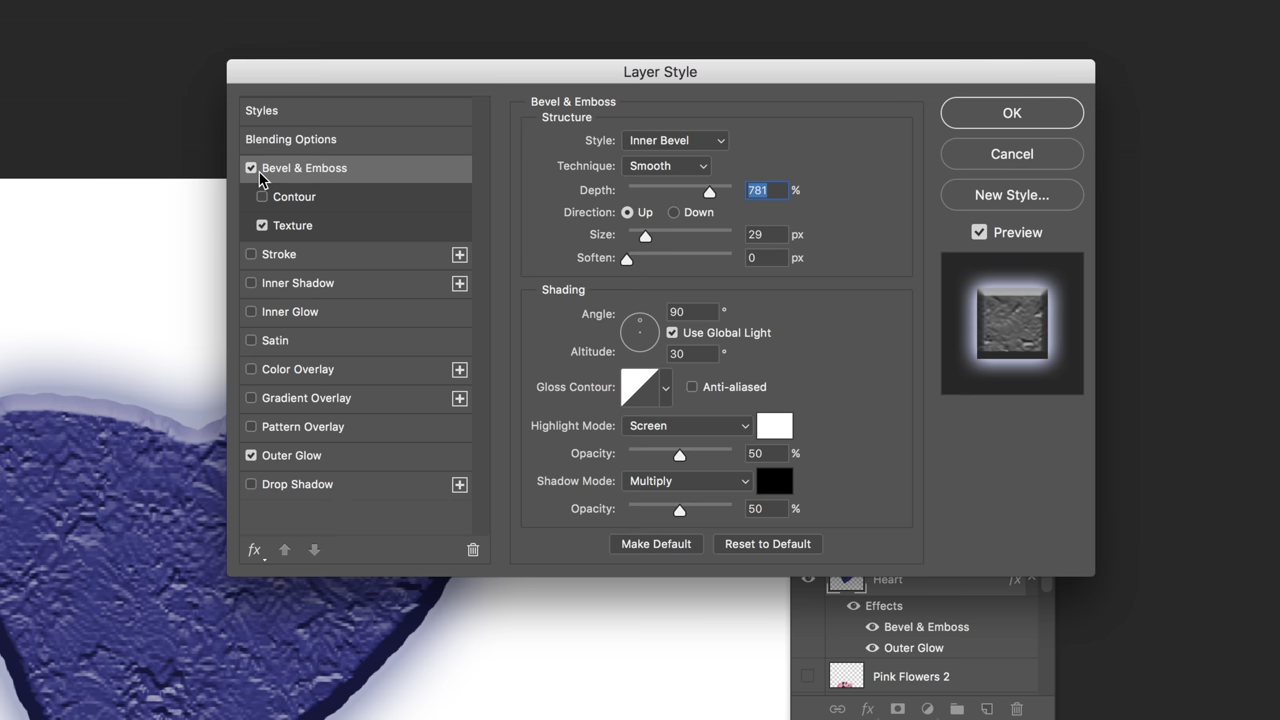 Layer Style
Styles
Blending Options
Bevel & Emboss
Contour
Texture
Stroke
Inner Shadow
Inner Glow
Satin
Color Overlay
Gradient Overlay
Pattern Overlay
Outer Glow
Drop Shadow
fx
Bevel & Emboss
Structure
Style: Inner Bevel
Technique: Smooth
Depth: 781 %
Direction: Up Down
Size: 29 px
Soften: 0 px
Shading
Angle: 90 °
Use Global Light
Altitude: 30 °
Gloss Contour: Anti-aliased
Highlight Mode: Screen
Opacity: 50 %
Shadow Mode: Multiply
Opacity: 50 %
Make Default Reset to Default
OK
Cancel
New Style...
Preview
Heart fx
Effects
Bevel & Emboss
Outer Glow
Pink Flowers 2
fx